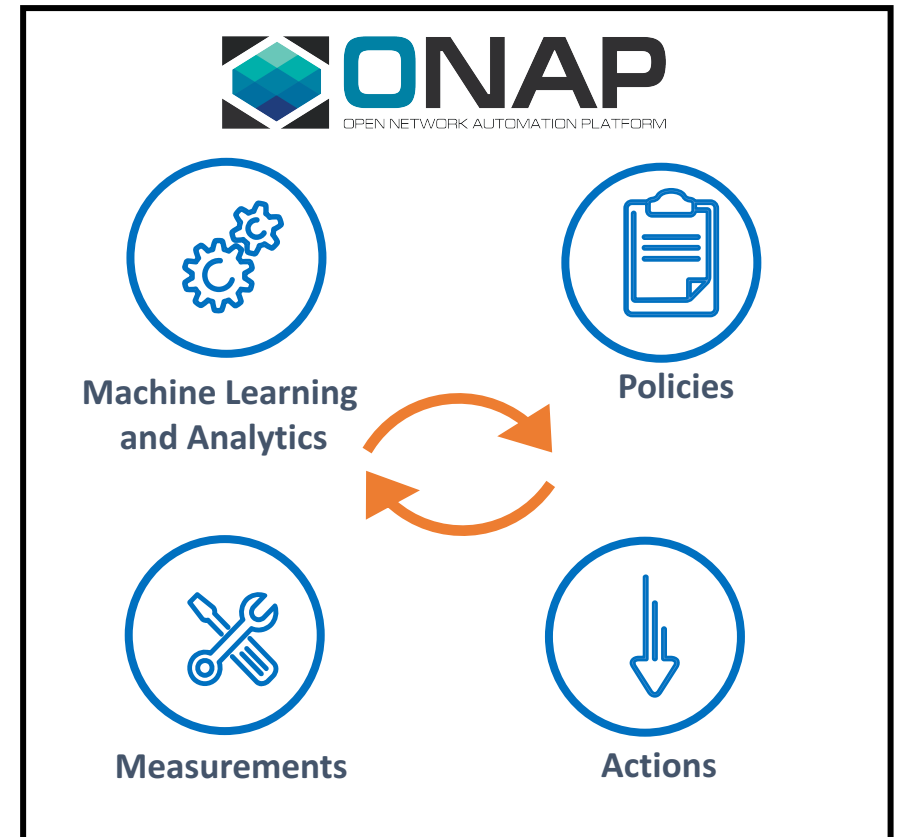 ONAP
OPEN NETWORK AUTOMATION PLATFORM
Machine Learning
and Analytics
Policies
Measurements
Actions